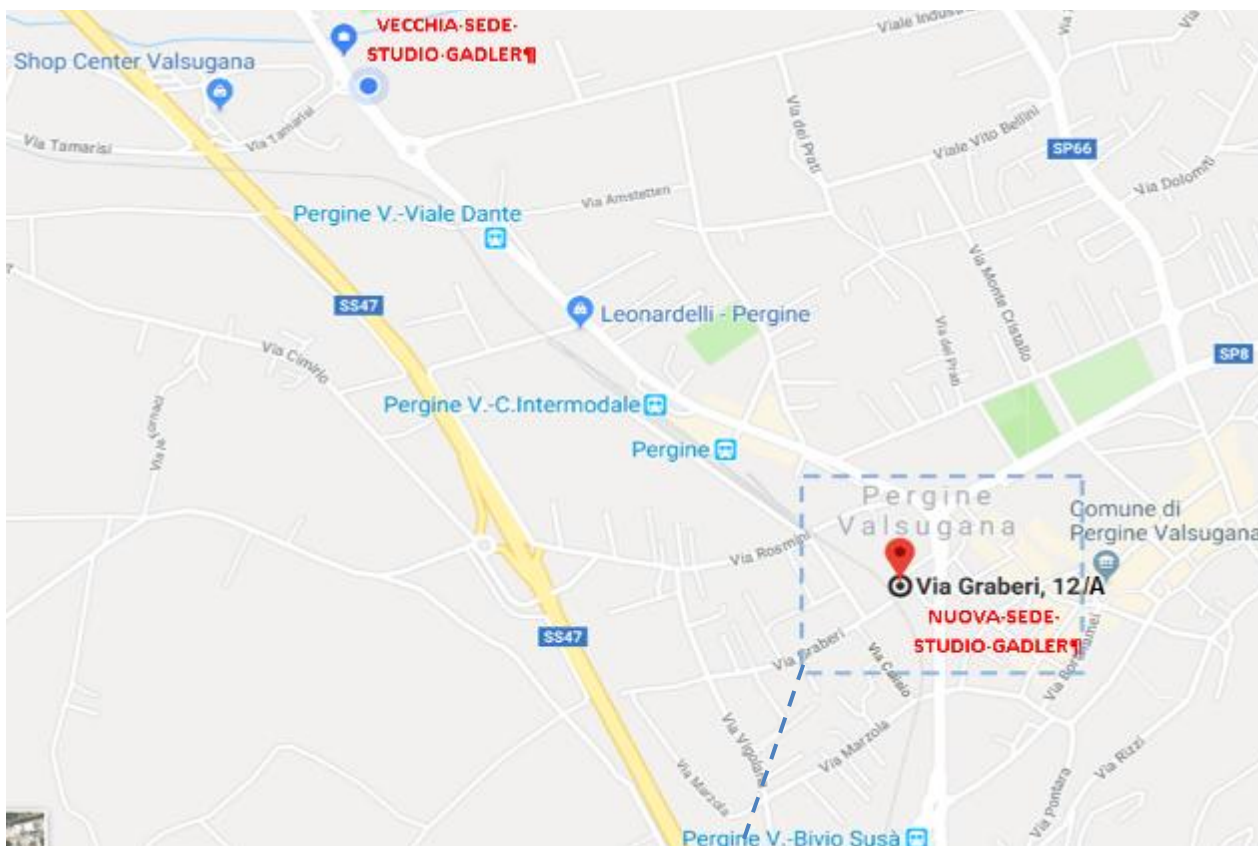 VECCHIA·SEDE·
STUDIO·GADLER¶
Shop Center Valsugana
Viale Indust
Via Tamarisi
Via Tamarisi
Via dei Prati
Viale Vito Bellini
SP66
Via Dolomiti
Via Amstetten
Pergine V.-Viale Dante
Via Monte Cristallo
SS47
Leonardelli - Pergine
Via dei Prati
Via Cimirlo
SP8
Pergine V.-C.Intermodale
Via le Fornaci
Pergine
Pergine
Valsugana
Comune di
Pergine Valsugana
Via Rosmini
Via Graberi, 12/A
NUOVA·SEDE·
STUDIO·GADLER¶
SS47
Via Graberi
Via Caldo
Via Marzola
Via Vigolana
Via Marzola
Via Rizzi
Via Pontara
Pergine V.-Bivio Susà